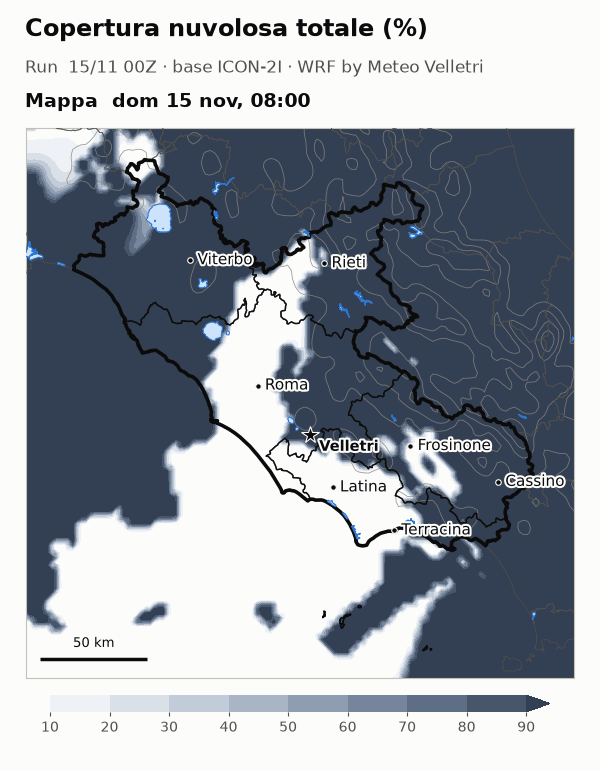 Copertura nuvolosa totale (%)
Run  15/11 00Z · base ICON-2I · WRF by Meteo Velletri
Mappa  dom 15 nov, 08:00
Viterbo
Rieti
Roma
Velletri
Frosinone
Cassino
Latina
Terracina
50 km
10 20 30 40 50 60 70 80 90